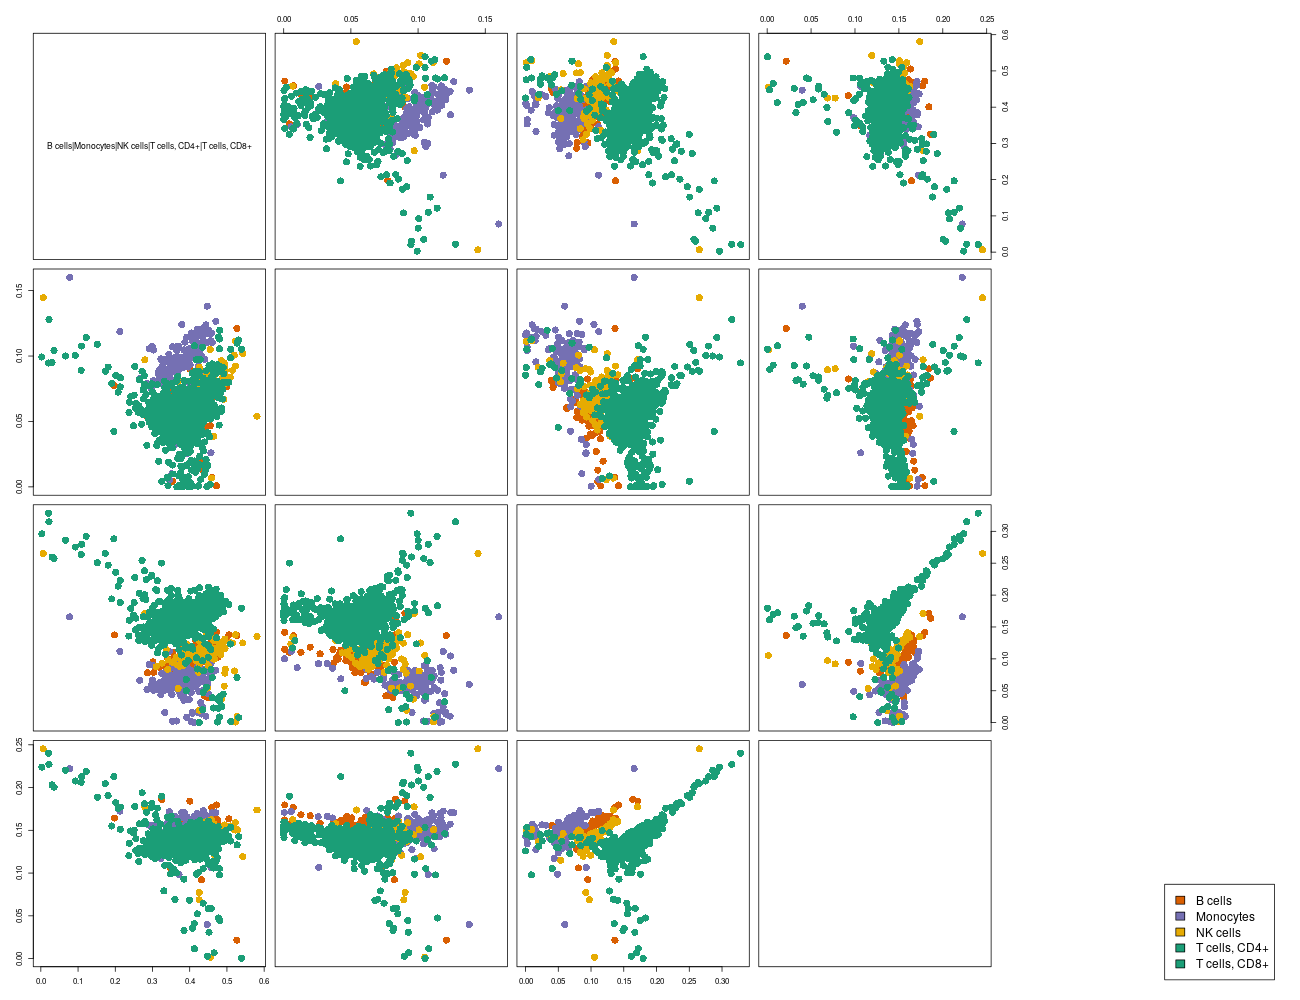 0.00 0.05 0.10 0.15
0.00 0.05 0.10 0.15 0.20 0.25
B cells|Monocytes|NK cells|T cells, CD4+|T cells, CD8+
0.0 0.1 0.2 0.3 0.4 0.5 0.6
0.00 0.05 0.10 0.15
0.00 0.05 0.10 0.15 0.20 0.25 0.30
0.00 0.05 0.10 0.15 0.20 0.25
0.0 0.1 0.2 0.3 0.4 0.5 0.6
0.00 0.05 0.10 0.15 0.20 0.25 0.30
B cells
Monocytes
NK cells
T cells, CD4+
T cells, CD8+